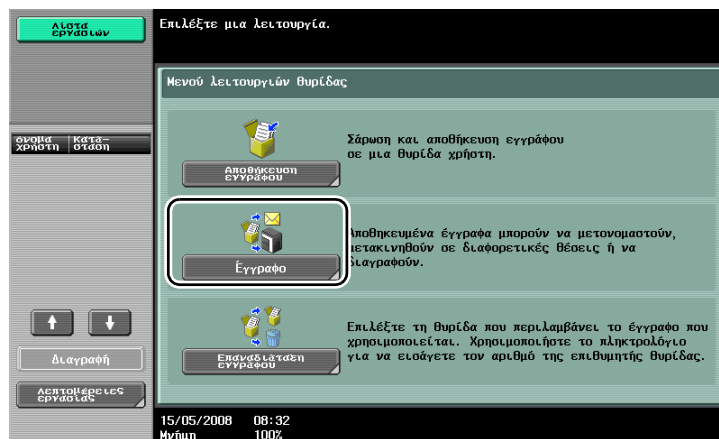 Λίστα
εργασιών
Επιλέξτε μια λειτουργία.
Μενού λειτουργιών θυρίδας
όνομα
χρήστη
Κατά-
σταση
Σάρωση και αποθήκευση εγγράφου
σε μια θυρίδα χρήστη.
Αποθήκευση
εγγράφου
Αποθηκευμένα έγγραφα μπορούν να μετονομαστούν,
μετακινηθούν σε διαφορετικές θέσεις ή να
διαγραφούν.
Έγγραφο
Επιλέξτε τη θυρίδα που περιλαμβάνει το έγγραφο που
χρησιμοποιείται. Χρησιμοποιήστε το πληκτρολόγιο
για να εισάγετε τον αριθμό της επιθυμητής θυρίδας.
Επαναδιάταξη
εγγράφου
Διαγραφή
Λεπτομέρειες
εργασίας
15/05/2008 08:32
Μνήμη 100%